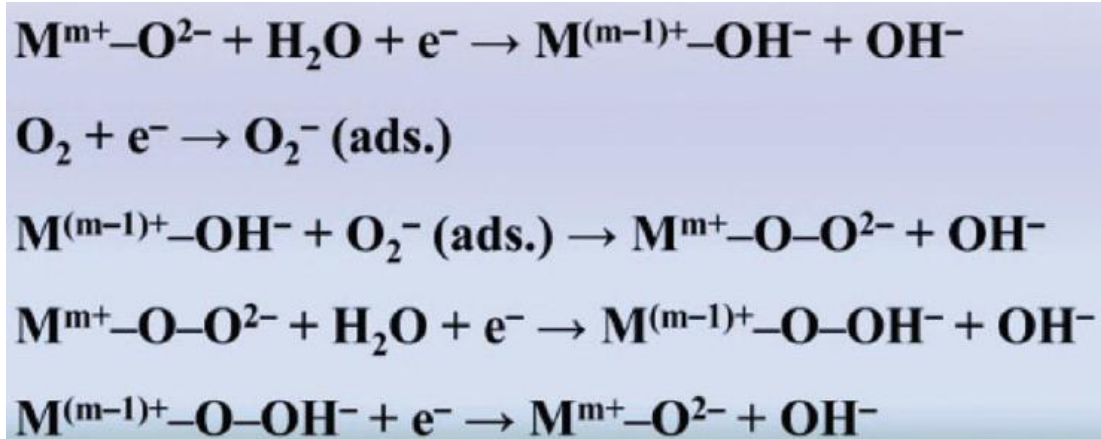 Mᵐ⁺–O²⁻ + H₂O + e⁻ → M⁽ᵐ⁻¹⁾⁺–OH⁻ + OH⁻
O₂ + e⁻ → O₂⁻ (ads.)
M⁽ᵐ⁻¹⁾⁺–OH⁻ + O₂⁻ (ads.) → Mᵐ⁺–O–O²⁻ + OH⁻
Mᵐ⁺–O–O²⁻ + H₂O + e⁻ → M⁽ᵐ⁻¹⁾⁺–O–OH⁻ + OH⁻
M⁽ᵐ⁻¹⁾⁺–O–OH⁻ + e⁻ → Mᵐ⁺–O²⁻ + OH⁻